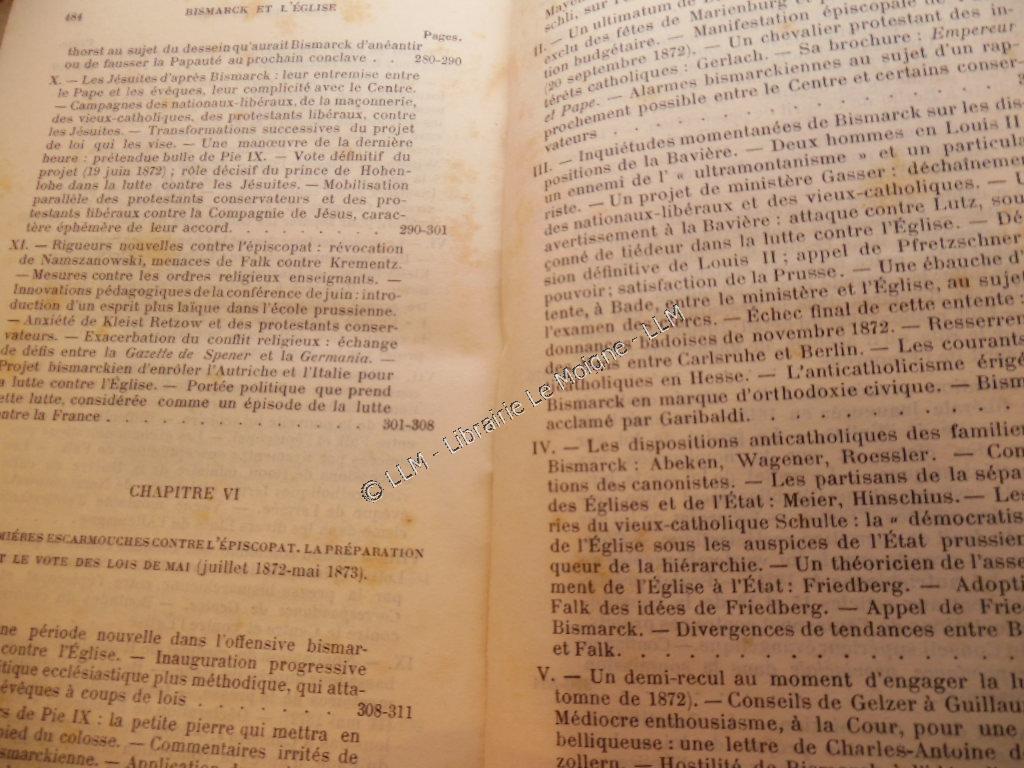 484 BISMARCK ET L'ÉGLISE
Pages.
thorst au sujet du dessein qu'aurait Bismarck d'anéantir
ou de fausser la Papauté au prochain conclave . . 280-290
X. — Les Jésuites d'après Bismarck : leur entremise entre
le Pape et les évêques, leur complicité avec le Centre.
— Campagnes des nationaux-libéraux, de la maçonnerie,
des vieux-catholiques, des protestants libéraux, contre
les Jésuites. — Transformations successives du projet
de loi qui les vise. — Une manœuvre de la dernière
heure : prétendue bulle de Pie IX. — Vote définitif du
projet (19 juin 1872) ; rôle décisif du prince de Hohen-
lohe dans la lutte contre les Jésuites. — Mobilisation
parallèle des protestants conservateurs et des pro-
testants libéraux contre la Compagnie de Jésus, carac-
tère éphémère de leur accord. . . . . . . . . 290-301
XI. — Rigueurs nouvelles contre l'épiscopat : révocation
de Namszanowski, menaces de Falk contre Krementz.
— Mesures contre les ordres religieux enseignants. —
Innovations pédagogiques de la conférence de juin : intro-
duction d'un esprit plus laïque dans l'école prussienne.
— Anxiété de Kleist Retzow et des protestants conser-
vateurs. — Exacerbation du conflit religieux : échange
de défis entre la Gazette de Spener et la Germania. —
Projet bismarckien d'enrôler l'Autriche et l'Italie pour
la lutte contre l'Église. — Portée politique que prend
cette lutte, considérée comme un épisode de la lutte
contre la France . . . . . . . . . . . . 301-308
CHAPITRE VI
MIÈRES ESCARMOUCHES CONTRE L'ÉPISCOPAT. LA PRÉPARATION
ET LE VOTE DES LOIS DE MAI (juillet 1872-mai 1873).
ne période nouvelle dans l'offensive bismar-
contre l'Église. — Inauguration progressive
itique ecclésiastique plus méthodique, qui atta-
évêques à coups de lois . . . . . . . 308-311
rs de Pie IX : la petite pierre qui mettra en
pied du colosse. — Commentaires irrités de
smarckienne. — Application
schli, sur
II. — Un ultimatum de
exclu des fêtes de Marienburg et
tion budgétaire. — Manifestation épiscopale de
(20 septembre 1872). — Un chevalier protestant des in-
térêts catholiques : Gerlach. — Sa brochure : Empereur
et Pape. — Alarmes bismarckiennes au sujet d'un rap-
prochement possible entre le Centre et certains conser-
vateurs
III. — Inquiétudes momentanées de Bismarck sur les dis
positions de la Bavière. — Deux hommes en Louis II
un ennemi de l' « ultramontanisme » et un particula
riste. — Un projet de ministère Gasser : déchaînemen
des nationaux-libéraux et des vieux-catholiques. — U
avertissement à la Bavière : attaque contre Lutz, sou
çonné de tiédeur dans la lutte contre l'Église. — Dé
sion définitive de Louis II ; appel de Pfretzschner
pouvoir ; satisfaction de la Prusse. — Une ébauche d'
tente, à Bade, entre le ministère et l'Église, au sujet
l'examen des clercs. — Échec final de cette entente :
donnances badoises de novembre 1872. — Resserren
des liens entre Carlsruhe et Berlin. — Les courants
catholiques en Hesse. — L'anticatholicisme érigé
Bismarck en marque d'orthodoxie civique. — Bism
acclamé par Garibaldi. . . . . . . . . . .
IV. — Les dispositions anticatholiques des familier
Bismarck : Abeken, Wagener, Roessler. — Con
tions des canonistes. — Les partisans de la sépa
des Églises et de l'État : Meier, Hinschius. — Les
ries du vieux-catholique Schulte : la « démocratis
de l'Église sous les auspices de l'État prussien
queur de la hiérarchie. — Un théoricien de l'asse
ment de l'Église à l'État : Friedberg. — Adopti
Falk des idées de Friedberg. — Appel de Frie
Bismarck. — Divergences de tendances entre B
et Falk. . . . . . . . . . . . . . .
V. — Un demi-recul au moment d'engager la lu
tomne de 1872). — Conseils de Gelzer à Guillau
Médiocre enthousiasme, à la Cour, pour une
belliqueuse : une lettre de Charles-Antoine d
zollern. — Hostilité de
© LLM - Librairie Le Moigne - LLM